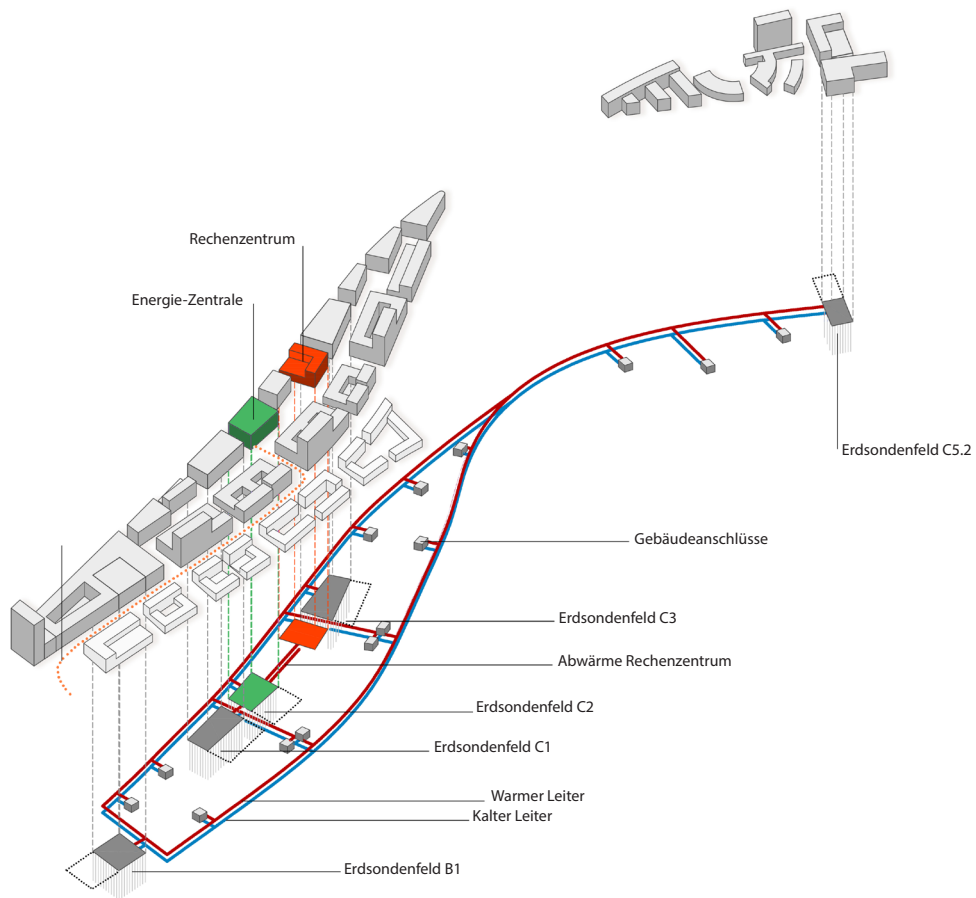 Rechenzentrum
Energie-Zentrale
Erdsondenfeld C5.2
Gebäudeanschlüsse
Erdsondenfeld C3
Abwärme Rechenzentrum
Erdsondenfeld C2
Erdsondenfeld C1
Warmer Leiter
Kalter Leiter
Erdsondenfeld B1